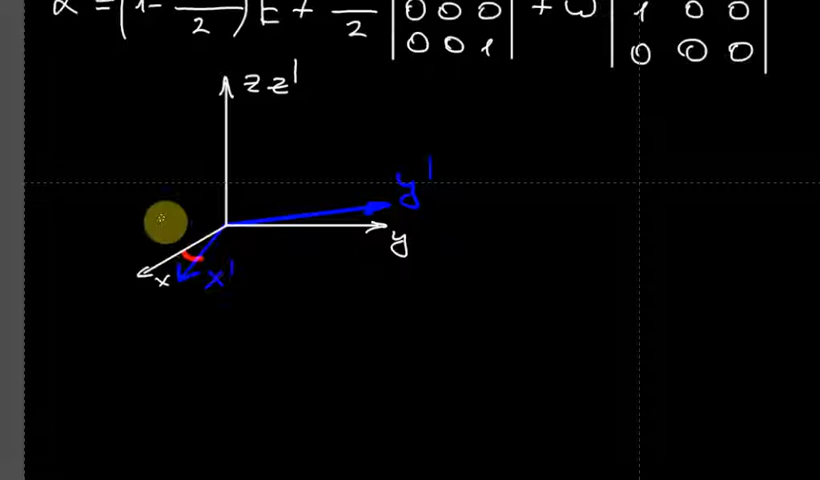 α = (1 - — 2) E + — 2 |0 0 0 + ω |1 0 0
0 0 1 0 0 0
z z'
y'
y
x x'